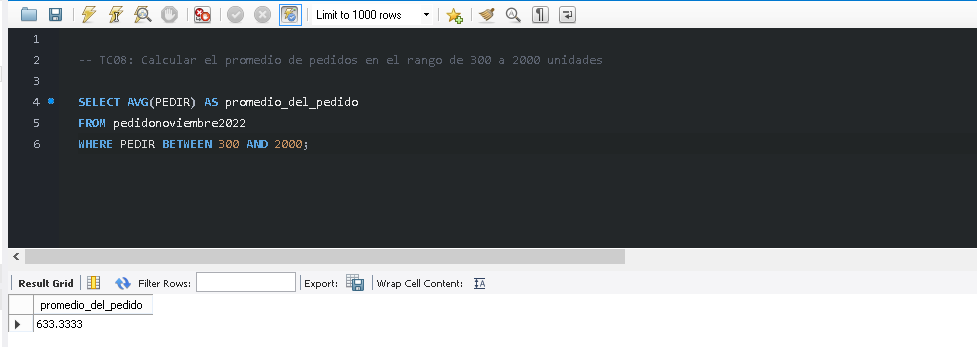 Limit to 1000 rows
1
2 -- TC08: Calcular el promedio de pedidos en el rango de 300 a 2000 unidades
3
4 SELECT AVG(PEDIR) AS promedio_del_pedido
5 FROM pedidonoviembre2022
6 WHERE PEDIR BETWEEN 300 AND 2000;
Result Grid Filter Rows: Export: Wrap Cell Content: IA
promedio_del_pedido
633.3333